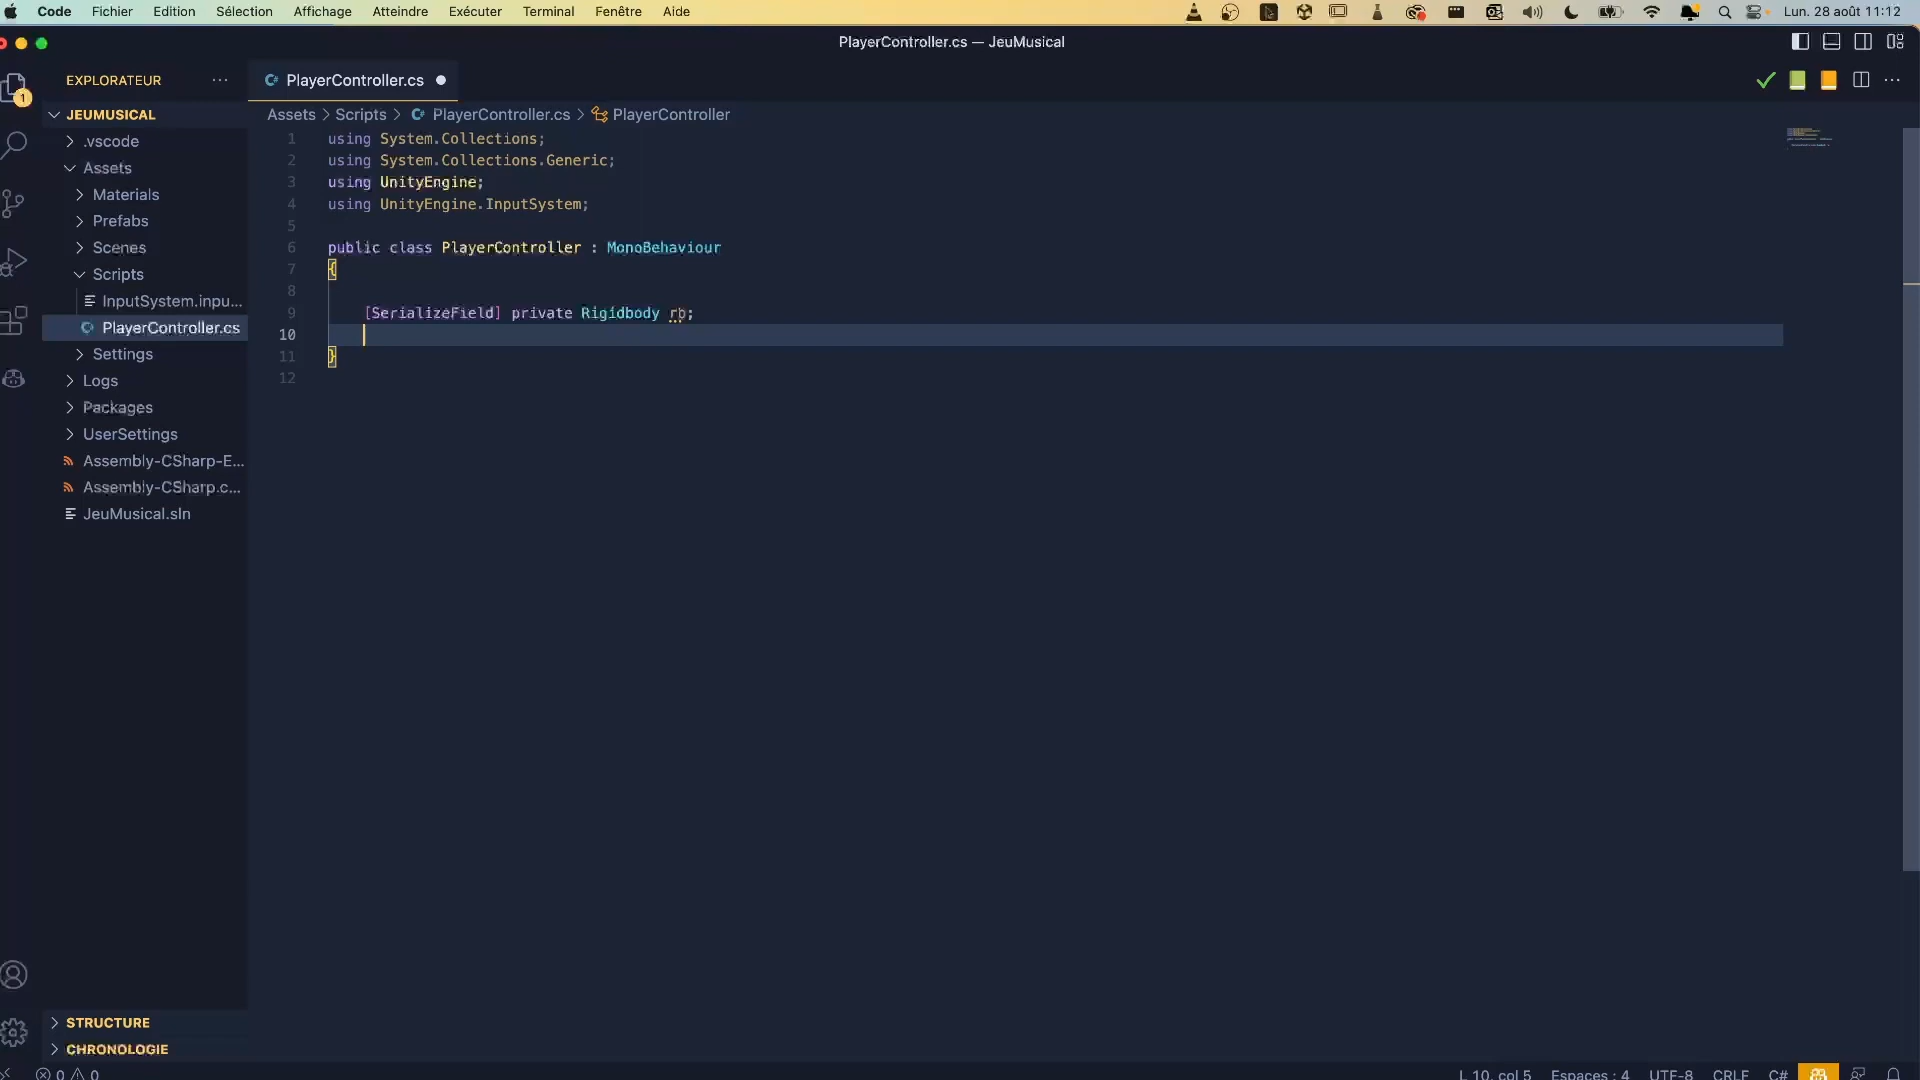 Code Fichier Edition Sélection Affichage Atteindre Exécuter Terminal Fenêtre Aide Lun. 28 août 11:12
PlayerController.cs — JeuMusical
EXPLORATEUR ···
PlayerController.cs
1
JEUMUSICAL
Assets > Scripts > PlayerController.cs > PlayerController
.vscode
Assets
Materials
Prefabs
Scenes
Scripts
InputSystem.inpu...
PlayerController.cs
Settings
Logs
Packages
UserSettings
Assembly-CSharp-E...
Assembly-CSharp.c...
JeuMusical.sln
1 using System.Collections;
2 using System.Collections.Generic;
3 using UnityEngine;
4 using UnityEngine.InputSystem;
5
6 public class PlayerController : MonoBehaviour
7 {
8
9 [SerializeField] private Rigidbody rb;
10
11 }
12
STRUCTURE
CHRONOLOGIE
0 0 L 10, col 5 Espaces : 4 UTF-8 CRLF C#